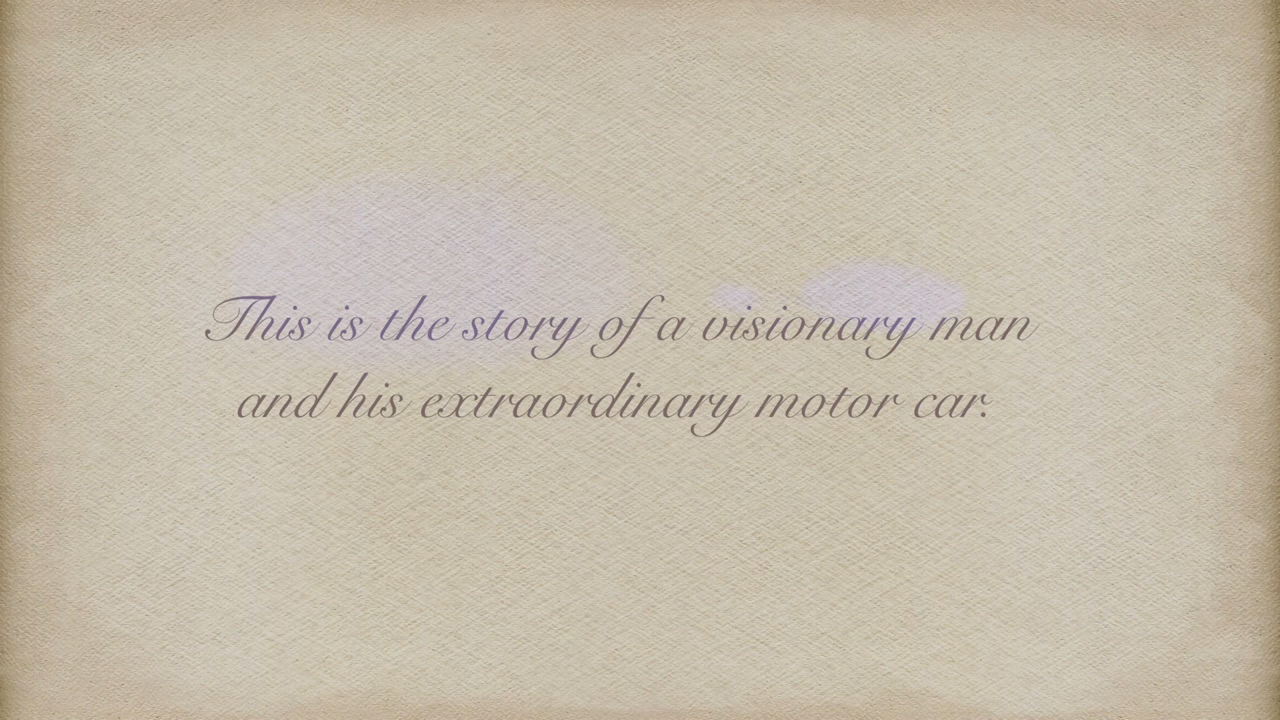 This is the story of a visionary man
and his extraordinary motor car.